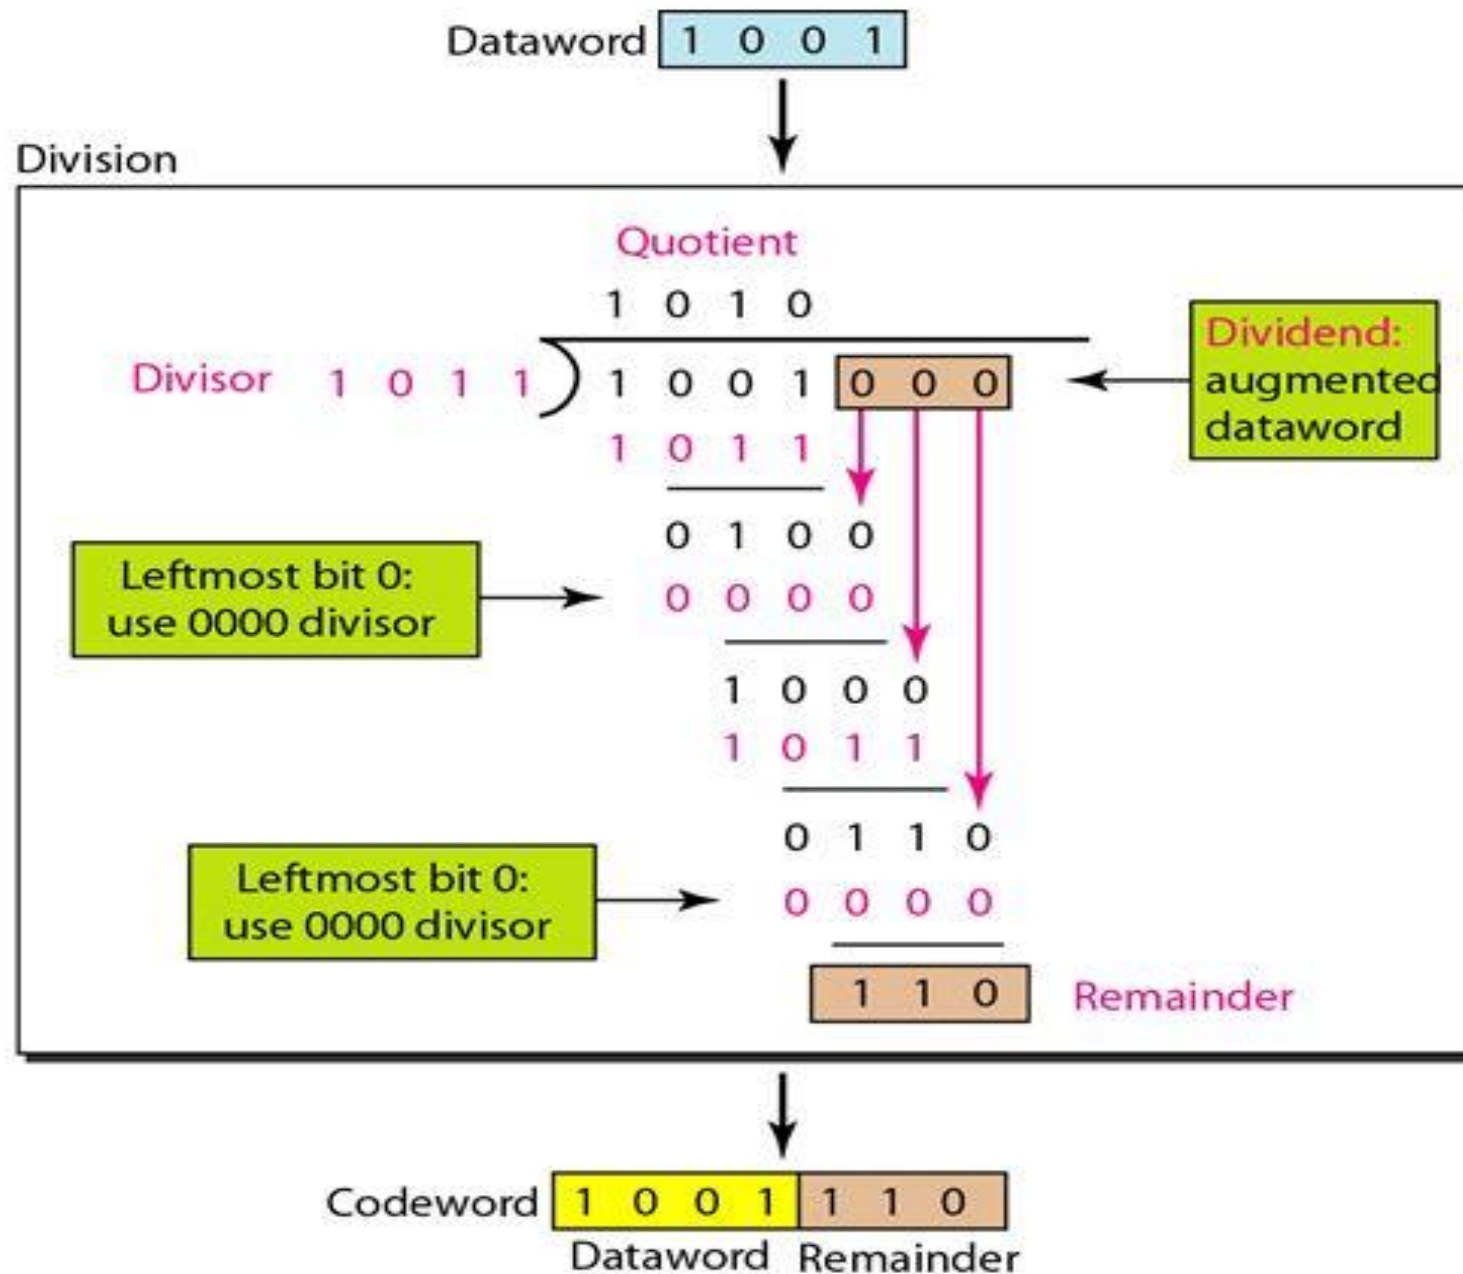 Dataword 1 0 0 1
Division
Quotient
1 0 1 0
Divisor 1 0 1 1 1 0 0 1 0 0 0
Dividend:
augmented
dataword
1 0 1 1
0 1 0 0
Leftmost bit 0:
use 0000 divisor
0 0 0 0
1 0 0 0
1 0 1 1
0 1 1 0
Leftmost bit 0:
use 0000 divisor
0 0 0 0
1 1 0 Remainder
Codeword 1 0 0 1 1 1 0
Dataword Remainder